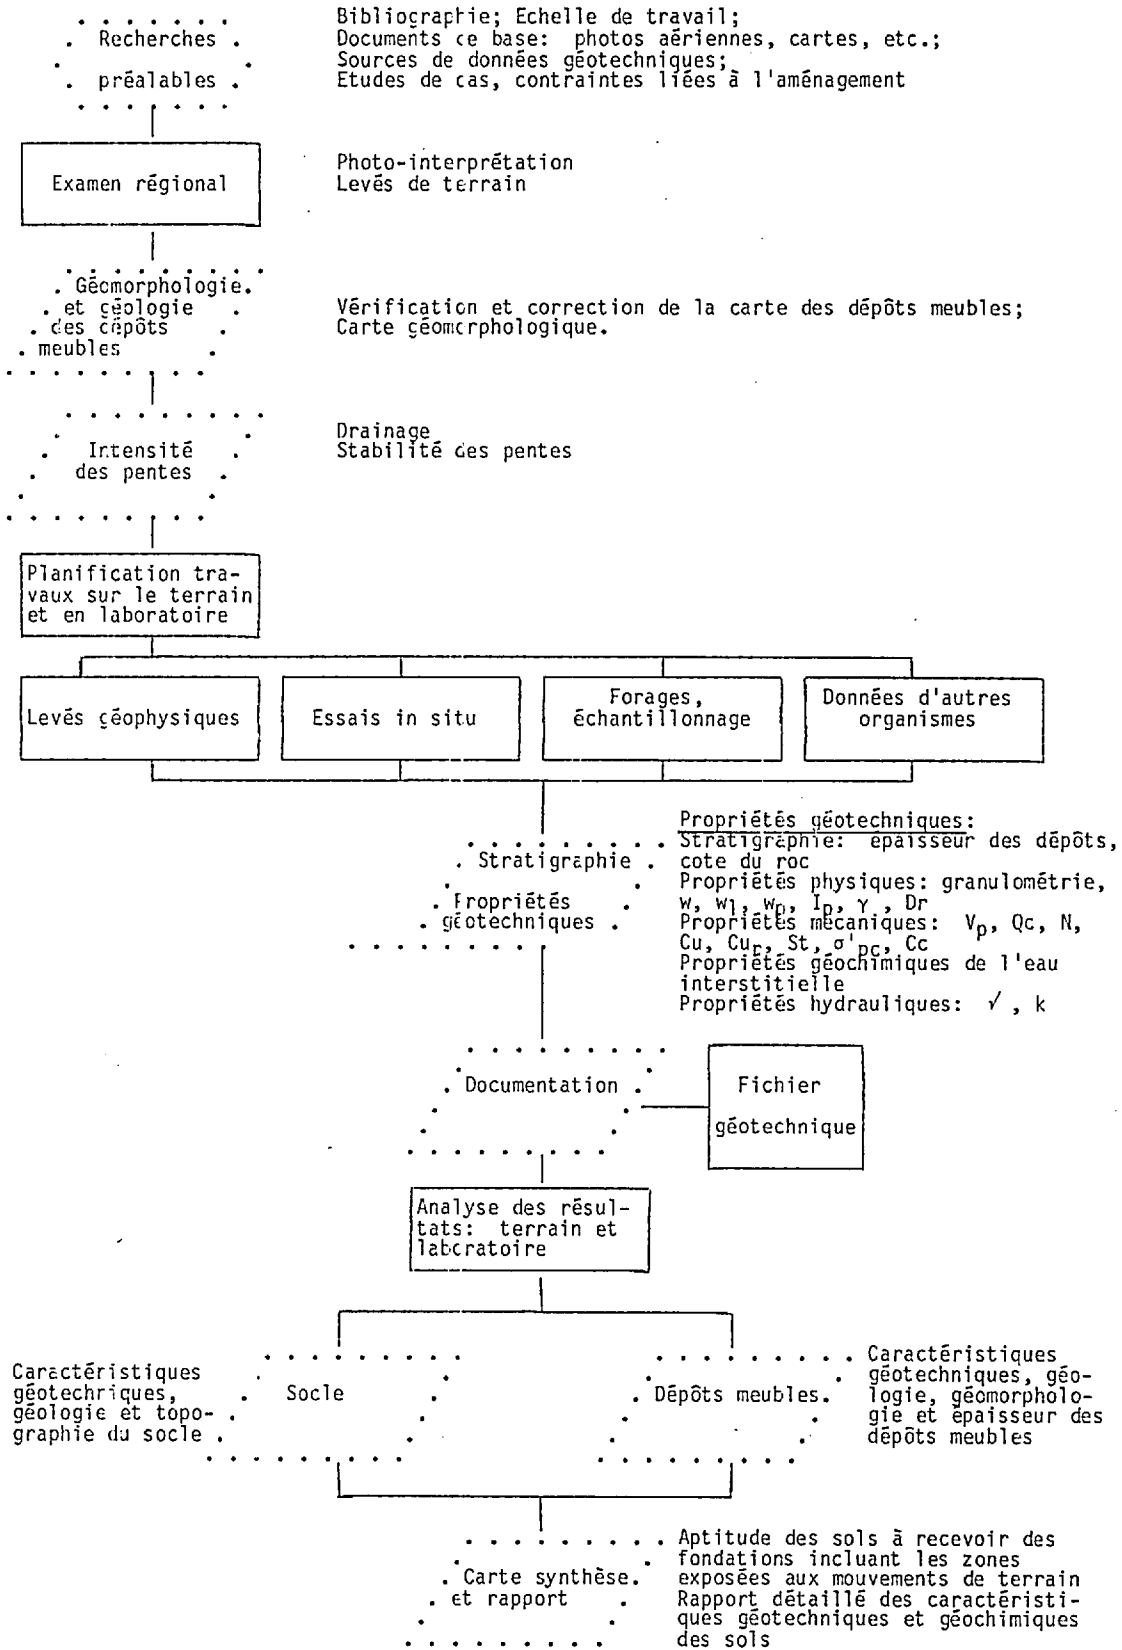 Recherches
préalables
Bibliographie; Echelle de travail;
Documents de base: photos aériennes, cartes, etc.;
Sources de données géotechniques;
Etudes de cas, contraintes liées à l'aménagement
Examen régional
Photo-interprétation
Levés de terrain
Géomorphologie
et géologie
des dépôts
meubles
Vérification et correction de la carte des dépôts meubles;
Carte géomorphologique.
Intensité
des pentes
Drainage
Stabilité des pentes
Planification tra-
vaux sur le terrain
et en laboratoire
Levés géophysiques
Essais in situ
Forages,
échantillonnage
Données d'autres
organismes
Stratigraphie
Propriétés
géotechniques
Propriétés géotechniques:
Stratigraphie: épaisseur des dépôts,
cote du roc
Propriétés physiques: granulométrie,
w, wl, wp, Ip, γ , Dr
Propriétés mécaniques: Vp, Qc, N,
Cu, Cur, St, σ'pc, Cc
Propriétés géochimiques de l'eau
interstitielle
Propriétés hydrauliques: √ , k
Documentation
Fichier
géotechnique
Analyse des résul-
tats: terrain et
laboratoire
Caractéristiques
géotechniques,
géologie et topo-
graphie du socle
Socle
Dépôts meubles
Caractéristiques
géotechniques, géo-
logie, géomorpholo-
gie et épaisseur des
dépôts meubles
Carte synthèse
et rapport
Aptitude des sols à recevoir des
fondations incluant les zones
exposées aux mouvements de terrain
Rapport détaillé des caractéristi-
ques géotechniques et géochimiques
des sols